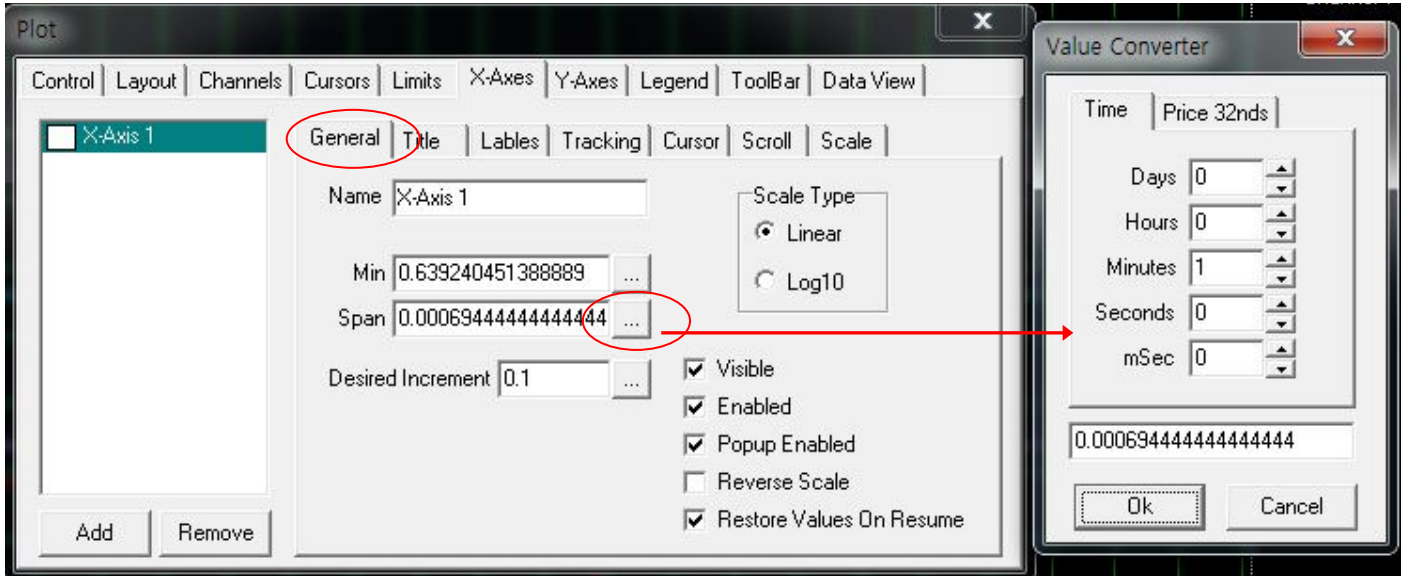 Plot
Control Layout Channels Cursors Limits X-Axes Y-Axes Legend ToolBar Data View
X-Axis 1
General Title Lables Tracking Cursor Scroll Scale
Name X-Axis 1
Scale Type
Linear
Log10
Min 0.639240451388889 ...
Span 0.00069444444444444 ...
Desired Increment 0.1 ...
Visible
Enabled
Popup Enabled
Reverse Scale
Restore Values On Resume
Add Remove
Value Converter
Time Price 32nds
Days 0
Hours 0
Minutes 1
Seconds 0
mSec 0
0.000694444444444444
Ok Cancel